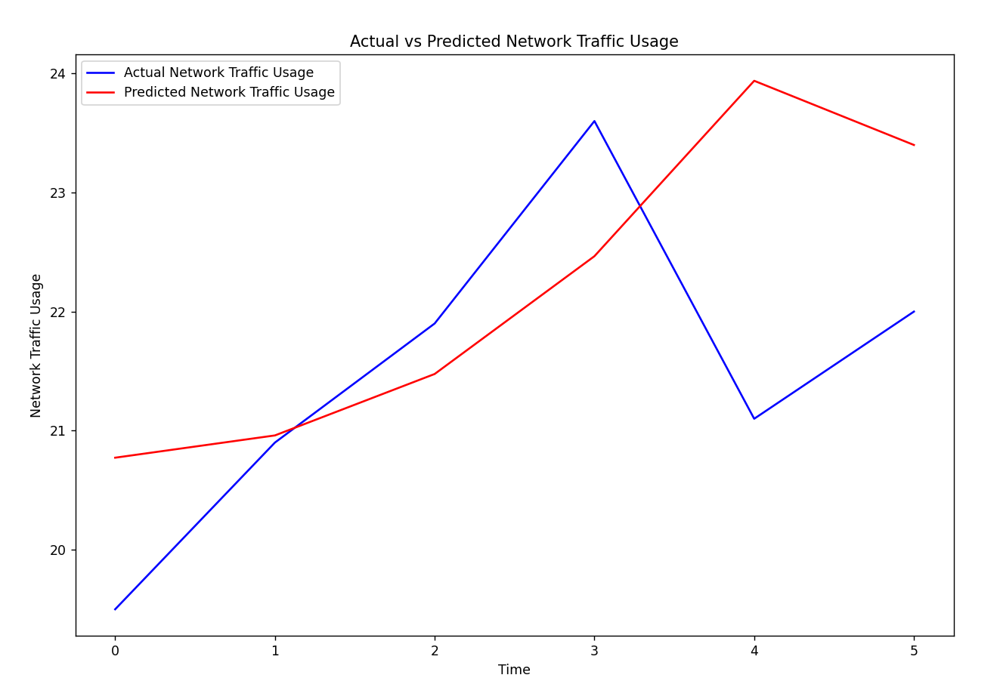 Actual vs Predicted Network Traffic Usage
Actual Network Traffic Usage
Predicted Network Traffic Usage
24
23
22
21
20
Network Traffic Usage
0 1 2 3 4 5
Time